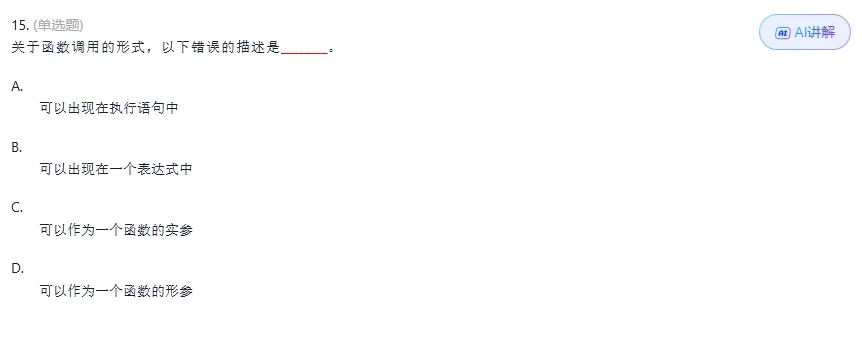 15. (单选题)
AI讲解
关于函数调用的形式，以下错误的描述是_______。
A.
可以出现在执行语句中
B.
可以出现在一个表达式中
C.
可以作为一个函数的实参
D.
可以作为一个函数的形参